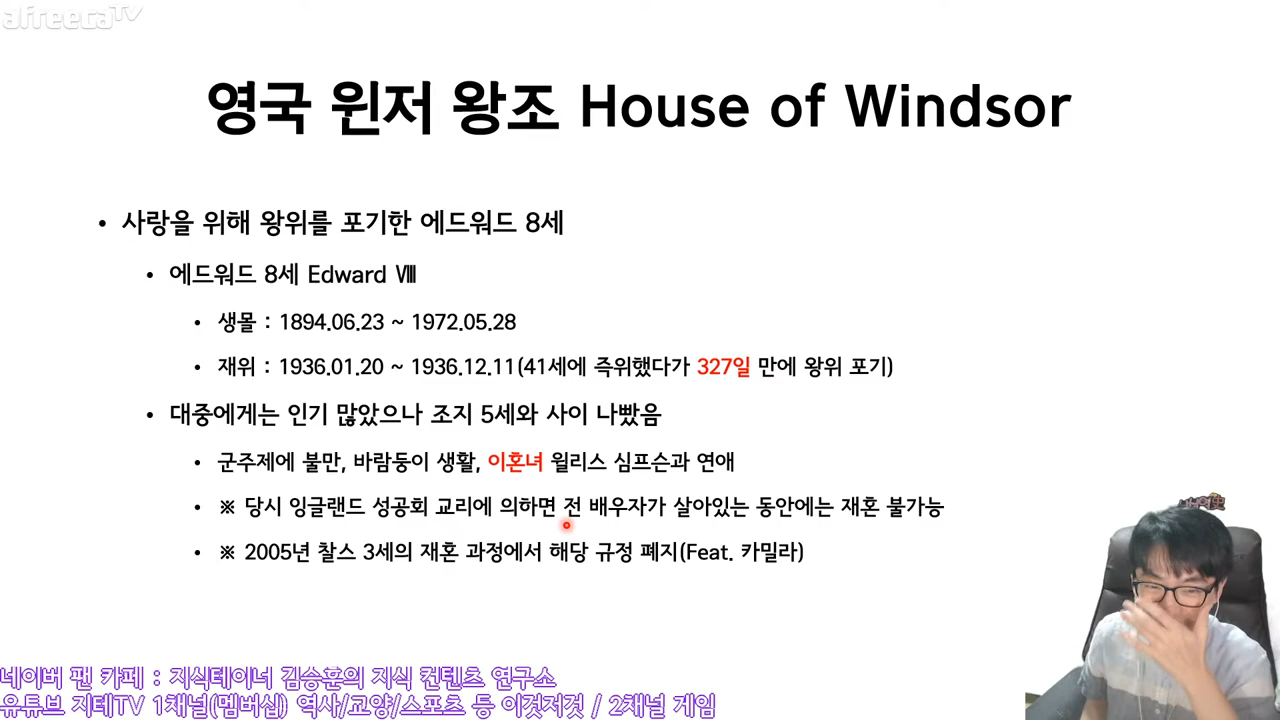 afreecaTV
영국 윈저 왕조 House of Windsor
• 사랑을 위해 왕위를 포기한 에드워드 8세
• 에드워드 8세 Edward Ⅷ
• 생몰 : 1894.06.23 ~ 1972.05.28
• 재위 : 1936.01.20 ~ 1936.12.11(41세에 즉위했다가 327일 만에 왕위 포기)
• 대중에게는 인기 많았으나 조지 5세와 사이 나빴음
• 군주제에 불만, 바람둥이 생활, 이혼녀 윌리스 심프슨과 연애
• ※ 당시 잉글랜드 성공회 교리에 의하면 전 배우자가 살아있는 동안에는 재혼 불가능
• ※ 2005년 찰스 3세의 재혼 과정에서 해당 규정 폐지(Feat. 카밀라)
네이버 팬 카페 : 지식테이너 김승훈의 지식 컨텐츠 연구소
유튜브 지테TV 1채널(멤버십) 역사/교양/스포츠 등 이것저것 / 2채널 게임